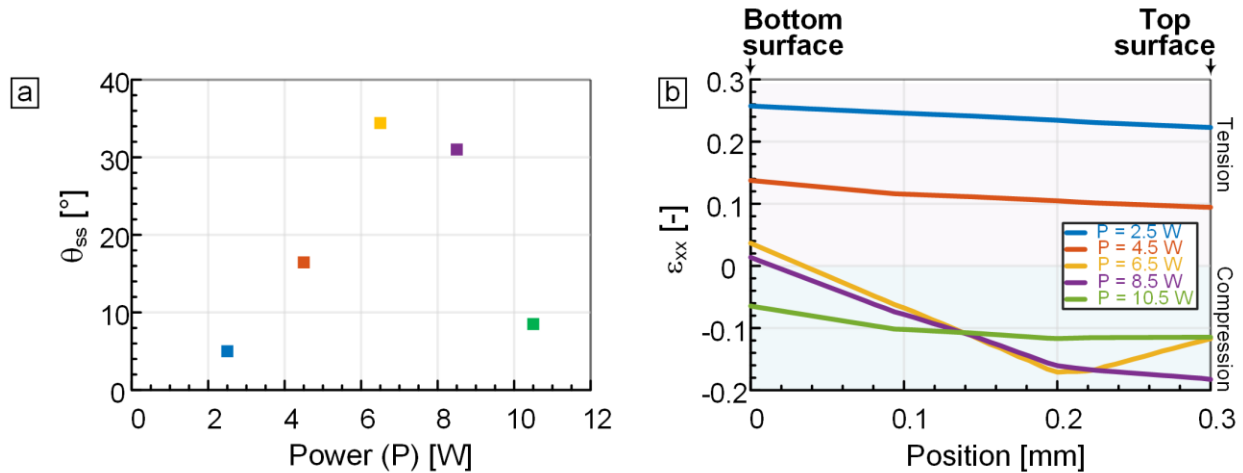 a
40
30
20
10
0
θss [°]
0 2 4 6 8 10 12
Power (P) [W]
Bottom
surface
Top
surface
b
0.3
0.2
0.1
0
-0.1
-0.2
εxx [-]
P = 2.5 W
P = 4.5 W
P = 6.5 W
P = 8.5 W
P = 10.5 W
Tension
Compression
0 0.1 0.2 0.3
Position [mm]